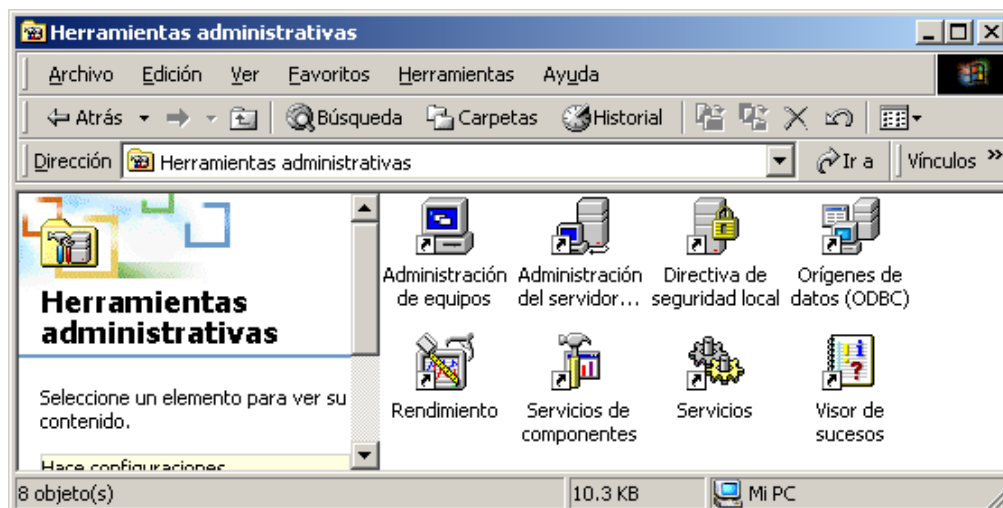 Herramientas administrativas
Archivo Edición Ver Favoritos Herramientas Ayuda
Atrás Búsqueda Carpetas Historial
Dirección Herramientas administrativas Ir a Vínculos »
Herramientas
administrativas
Seleccione un elemento para ver su
contenido.
Hace configuraciones
Administración
de equipos
Administración
del servidor...
Directiva de
seguridad local
Orígenes de
datos (ODBC)
Rendimiento
Servicios de
componentes
Servicios
Visor de
sucesos
8 objeto(s) 10.3 KB Mi PC